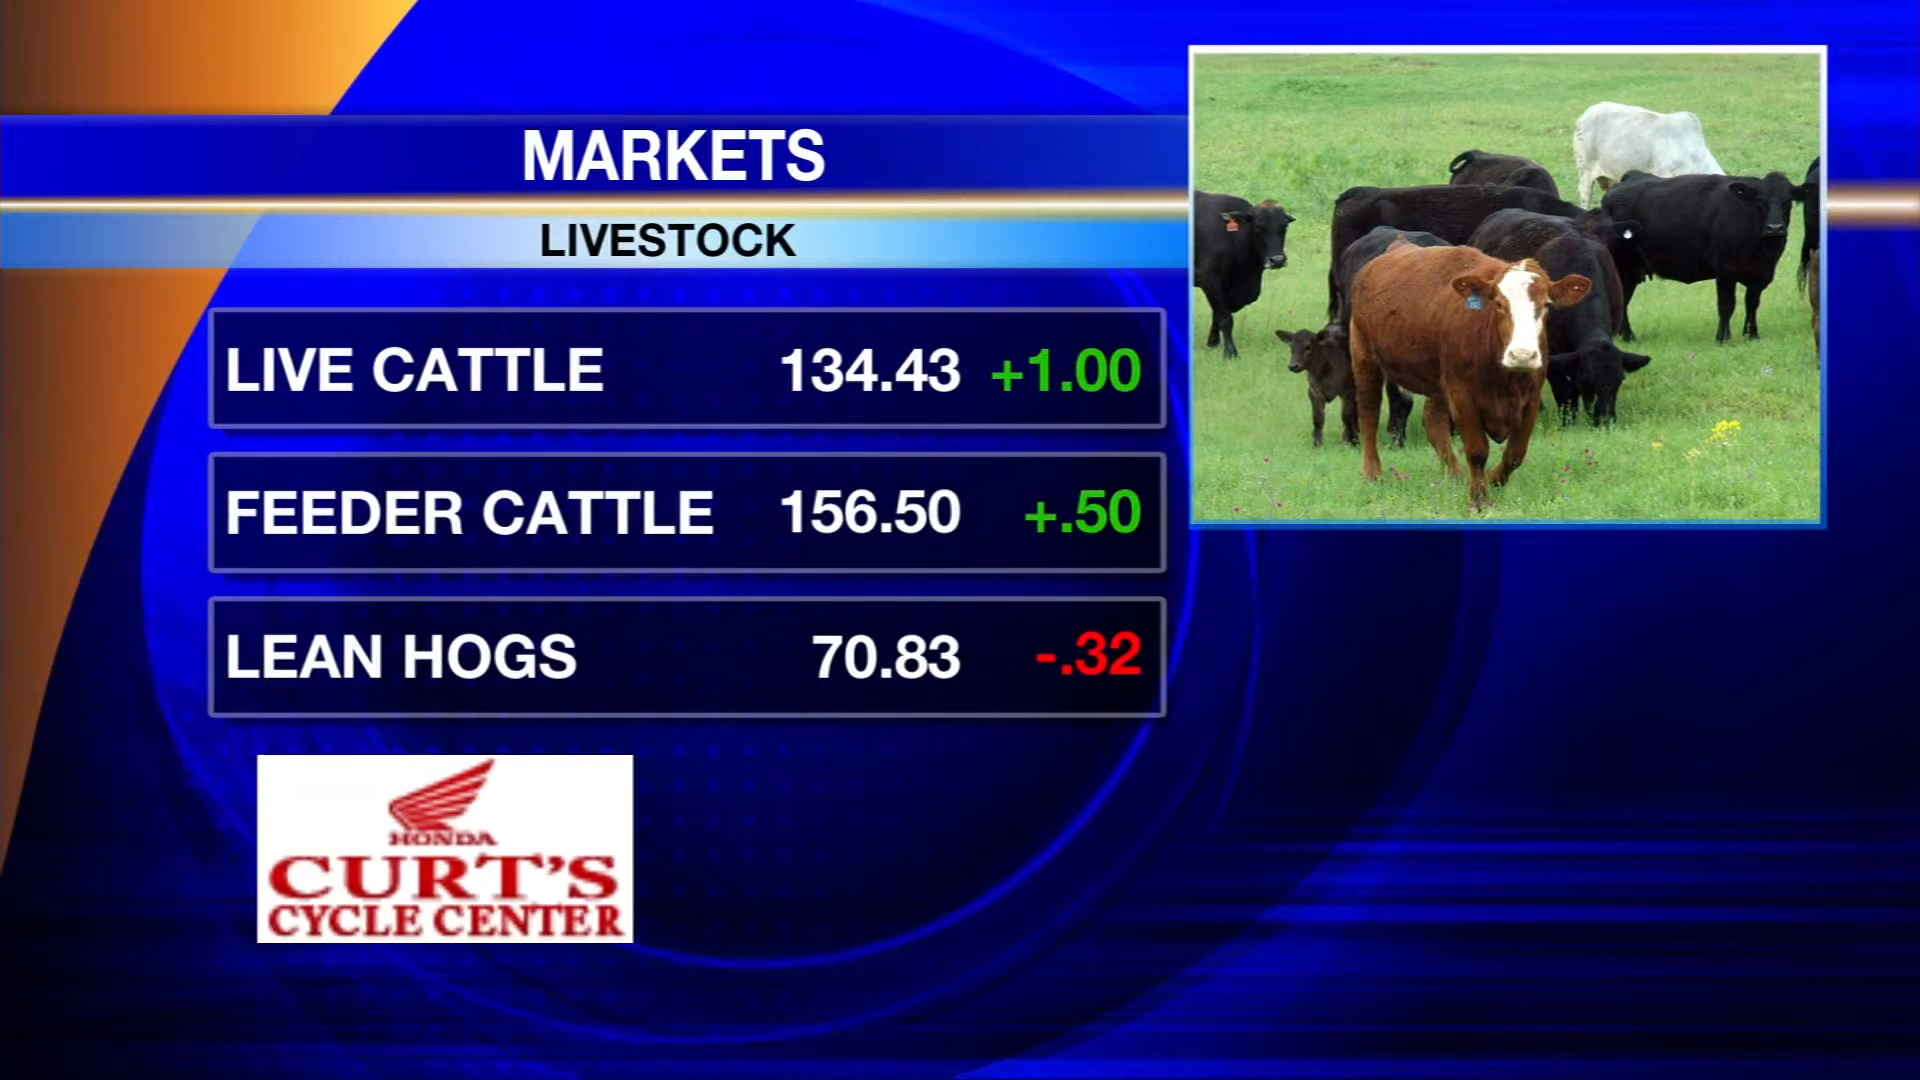 MARKETS
LIVESTOCK
LIVE CATTLE 134.43 +1.00
FEEDER CATTLE 156.50 +.50
LEAN HOGS 70.83 -.32
HONDA
CURT'S
CYCLE CENTER